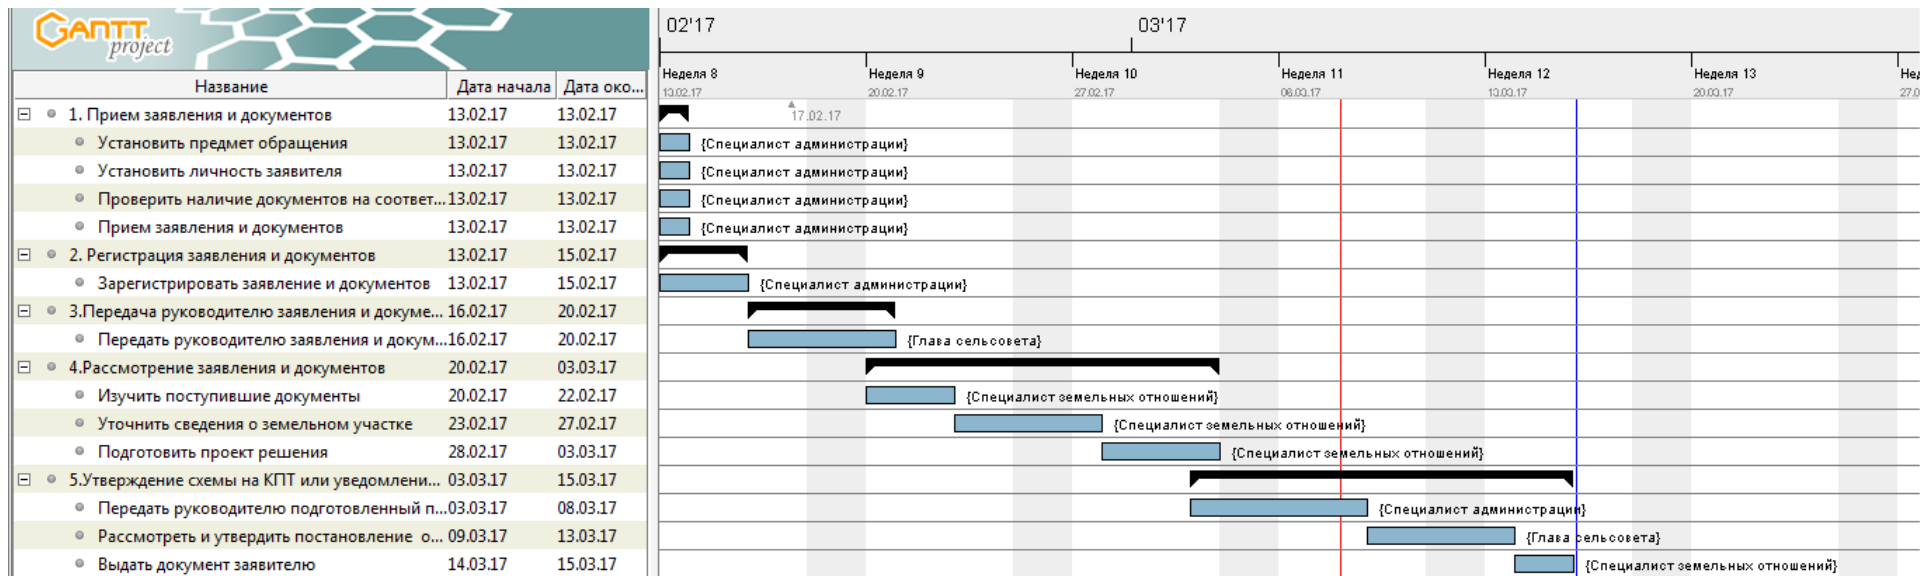 GANTT
project
02'17 03'17
Неделя 8 Неделя 9 Неделя 10 Неделя 11 Неделя 12 Неделя 13 Нед
Название Дата начала Дата око...
13.02.17 20.02.17 27.02.17 06.03.17 13.03.17 20.03.17 27.0
1. Прием заявления и документов 13.02.17 13.02.17 17.02.17
Установить предмет обращения 13.02.17 13.02.17 {Специалист администрации}
Установить личность заявителя 13.02.17 13.02.17 {Специалист администрации}
Проверить наличие документов на соответ... 13.02.17 13.02.17 {Специалист администрации}
Прием заявления и документов 13.02.17 13.02.17 {Специалист администрации}
2. Регистрация заявления и документов 13.02.17 15.02.17
Зарегистрировать заявление и документов 13.02.17 15.02.17 {Специалист администрации}
3.Передача руководителю заявления и докуме... 16.02.17 20.02.17
Передать руководителю заявления и докум... 16.02.17 20.02.17 {Глава сельсовета}
4.Рассмотрение заявления и документов 20.02.17 03.03.17
Изучить поступившие документы 20.02.17 22.02.17 {Специалист земельных отношений}
Уточнить сведения о земельном участке 23.02.17 27.02.17 {Специалист земельных отношений}
Подготовить проект решения 28.02.17 03.03.17 {Специалист земельных отношений}
5.Утверждение схемы на КПТ или уведомлени... 03.03.17 15.03.17
Передать руководителю подготовленный п... 03.03.17 08.03.17 {Специалист администрации}
Рассмотреть и утвердить постановление о... 09.03.17 13.03.17 {Глава сельсовета}
Выдать документ заявителю 14.03.17 15.03.17 {Специалист земельных отношений}